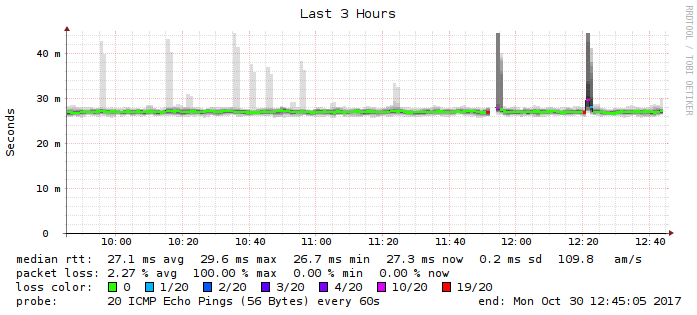 Last 3 Hours
RRDTOOL / TOBI OETIKER
Seconds
40 m
30 m
20 m
10 m
0
10:00 10:20 10:40 11:00 11:20 11:40 12:00 12:20 12:40
median rtt: 27.1 ms avg 29.6 ms max 26.7 ms min 27.3 ms now 0.2 ms sd 109.8 am/s
packet loss: 2.27 % avg 100.00 % max 0.00 % min 0.00 % now
loss color: 0 1/20 2/20 3/20 4/20 10/20 19/20
probe: 20 ICMP Echo Pings (56 Bytes) every 60s end: Mon Oct 30 12:45:05 2017